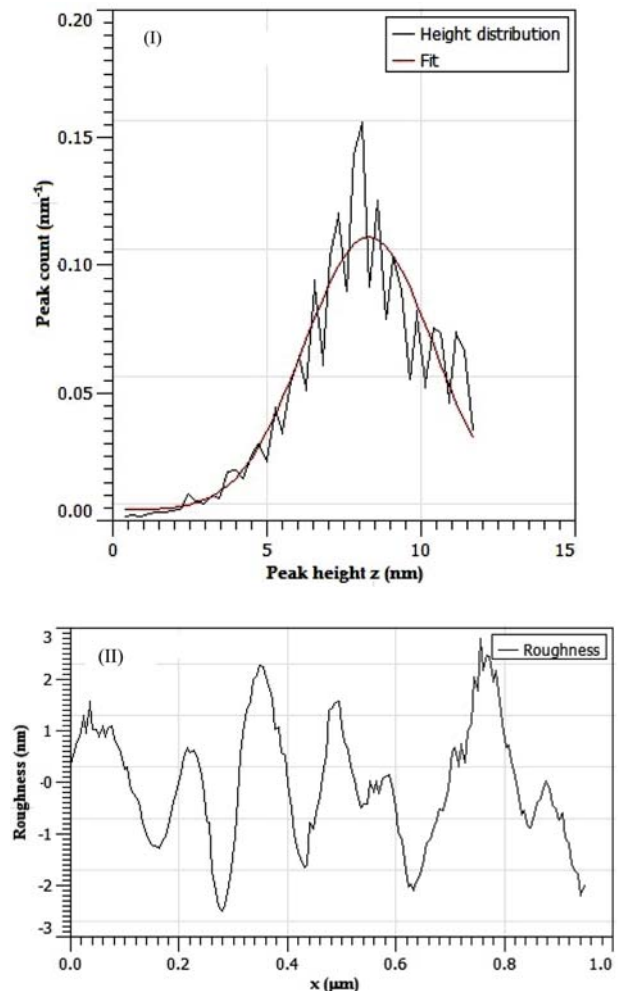 0.20
(I)
Height distribution
Fit
0.15
0.10
0.05
0.00
Peak count (nm⁻¹)
0 5 10 15
Peak height z (nm)
3
(II)
Roughness
2
1
-0
-1
-2
-3
Roughness (nm)
0.0 0.2 0.4 0.6 0.8 1.0
x (µm)